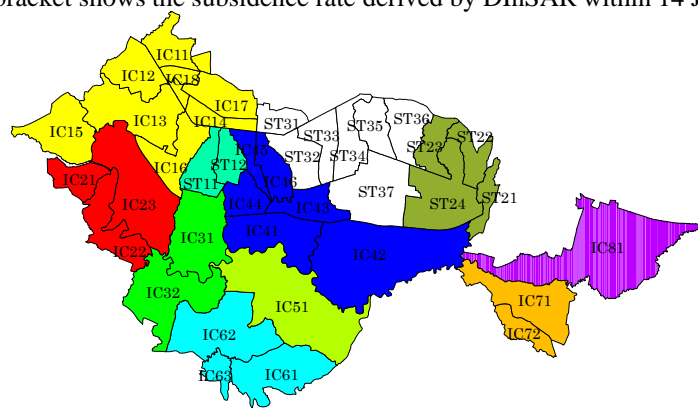 bracket shows the subsidence rate derived by DInSAR within 14 J
IC11
IC12
IC18
IC17
IC13
IC14
IC15
IC16
ST31
ST33
ST35
ST36
ST32
ST34
ST23
ST22
ST37
ST24
ST21
IC45
ST12
ST11
IC46
IC21
IC23
IC44
IC43
IC22
IC31
IC41
IC42
IC81
IC32
IC51
IC71
IC72
IC62
IC63
IC61